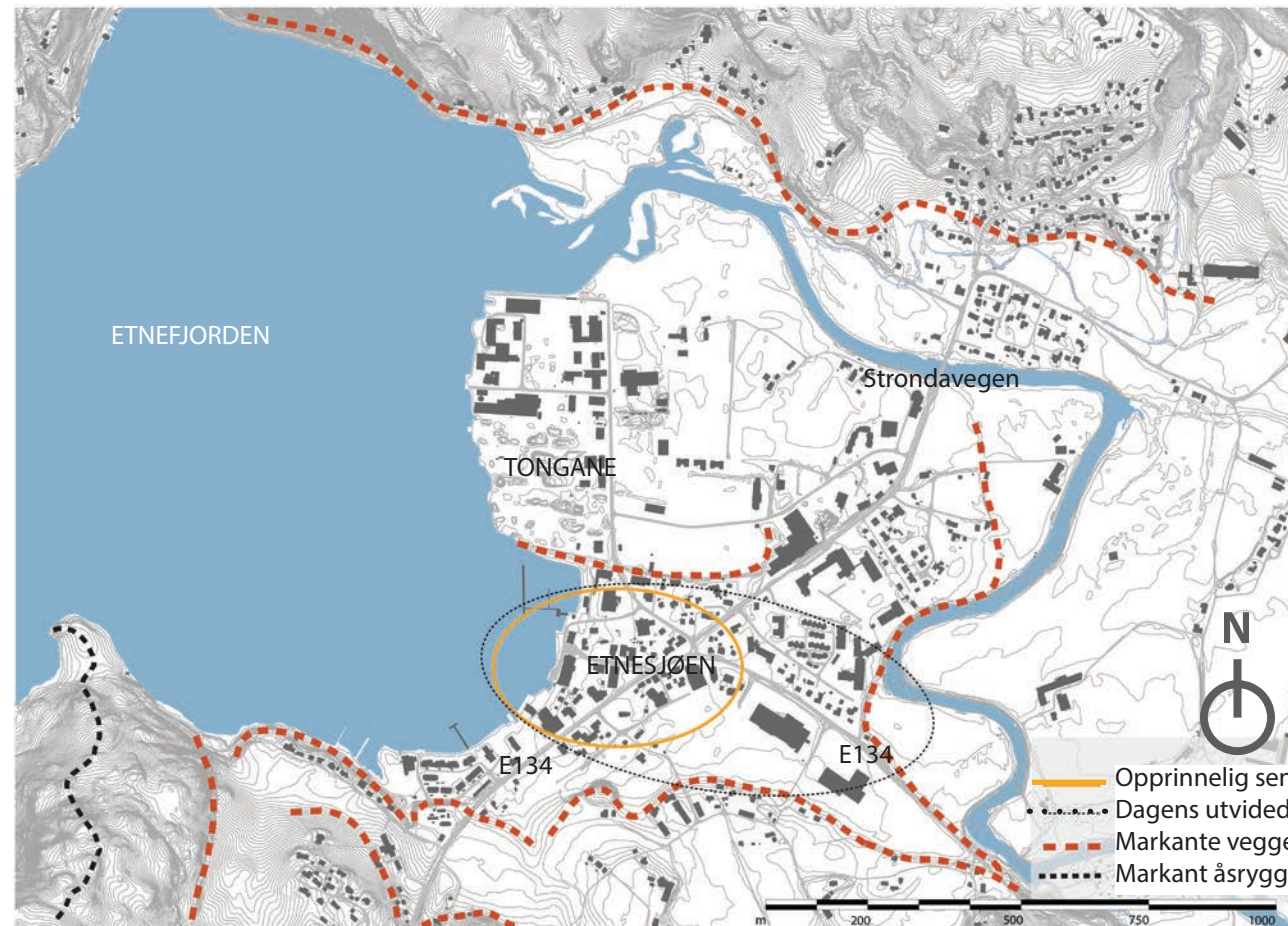 ETNEFJORDEN
Strondavegen
TONGANE
ETNESJØEN
E134
E134
N
Opprinnelig sen
Dagens utvided
Markante vegge
Markant åsrygg
m 200 500 750 1000